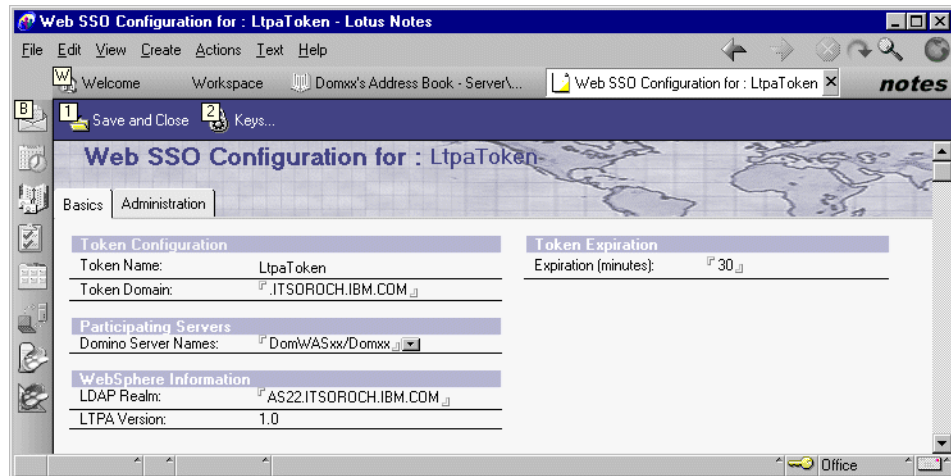 Web SSO Configuration for : LtpaToken - Lotus Notes
File Edit View Create Actions Text Help
W Welcome Workspace Domxx's Address Book - Server\... Web SSO Configuration for : LtpaToken X notes
B 1 Save and Close 2 Keys...
Web SSO Configuration for : LtpaToken-
Basics Administration
Token Configuration Token Expiration
Token Name: LtpaToken Expiration (minutes): 30
Token Domain: .ITSOROCH.IBM.COM
Participating Servers
Domino Server Names: DomWASxx/Domxx
WebSphere Information
LDAP Realm: AS22.ITSOROCH.IBM.COM
LTPA Version: 1.0
Office